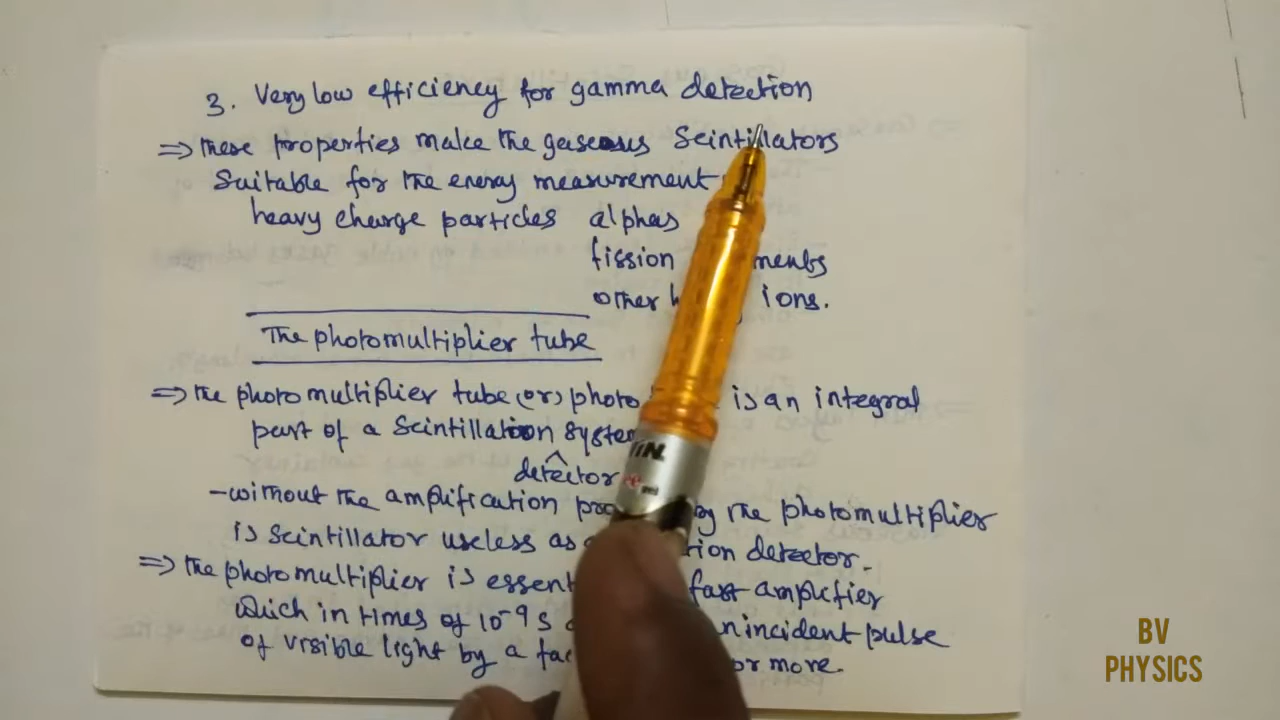 3. Very low efficiency for gamma detection
⇒ these properties make the gaseous Scintillators
Suitable for the energy measurement
heavy charge particles alphas
fission ments
other ions.
The photomultiplier tube
⇒ the photomultiplier tube (or) photo is an integral
part of a Scintillation system
detector
- without the amplification by the photomultiplier
is scintillator useless as detector.
⇒ the photomultiplier is essent fast amplifier
which in times of 10⁻⁹ s incident pulse
of visible light by a or more.
BV
PHYSICS